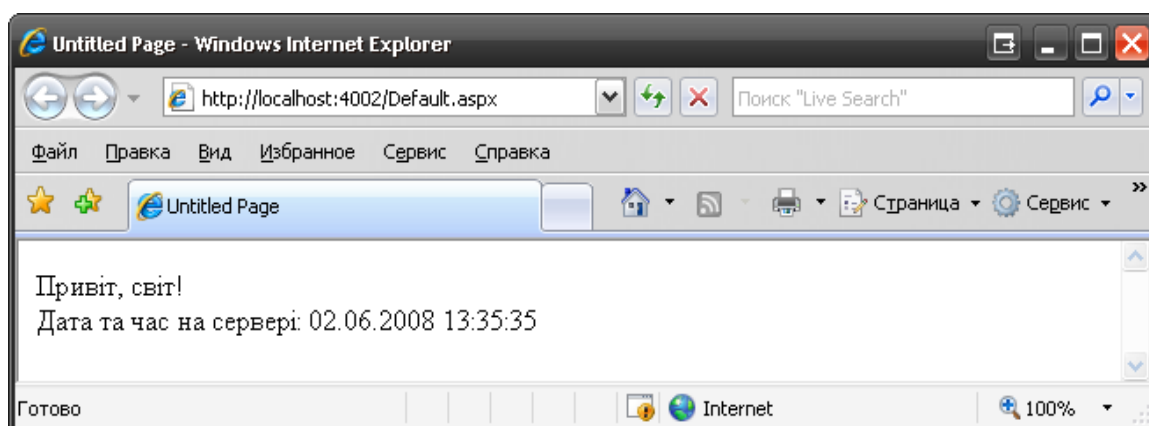 Untitled Page - Windows Internet Explorer
http://localhost:4002/Default.aspx
Поиск "Live Search"
Файл Правка Вид Избранное Сервис Справка
Untitled Page
Страница
Сервис
Привіт, світ!
Дата та час на сервері: 02.06.2008 13:35:35
Готово
Internet
100%